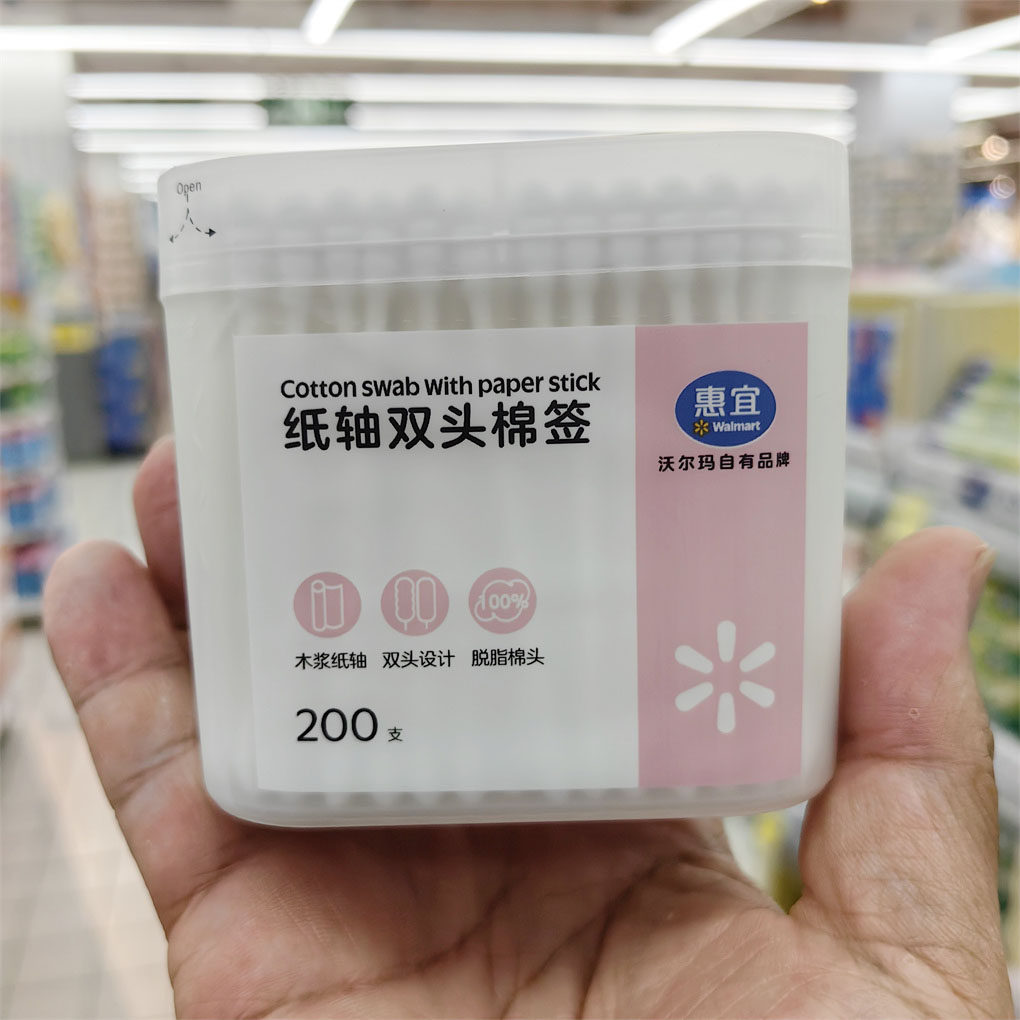 Open
Cotton swab with paper stick
纸轴双头棉签
惠宜
Walmart
沃尔玛自有品牌
100%
木浆纸轴 双头设计 脱脂棉头
200 支